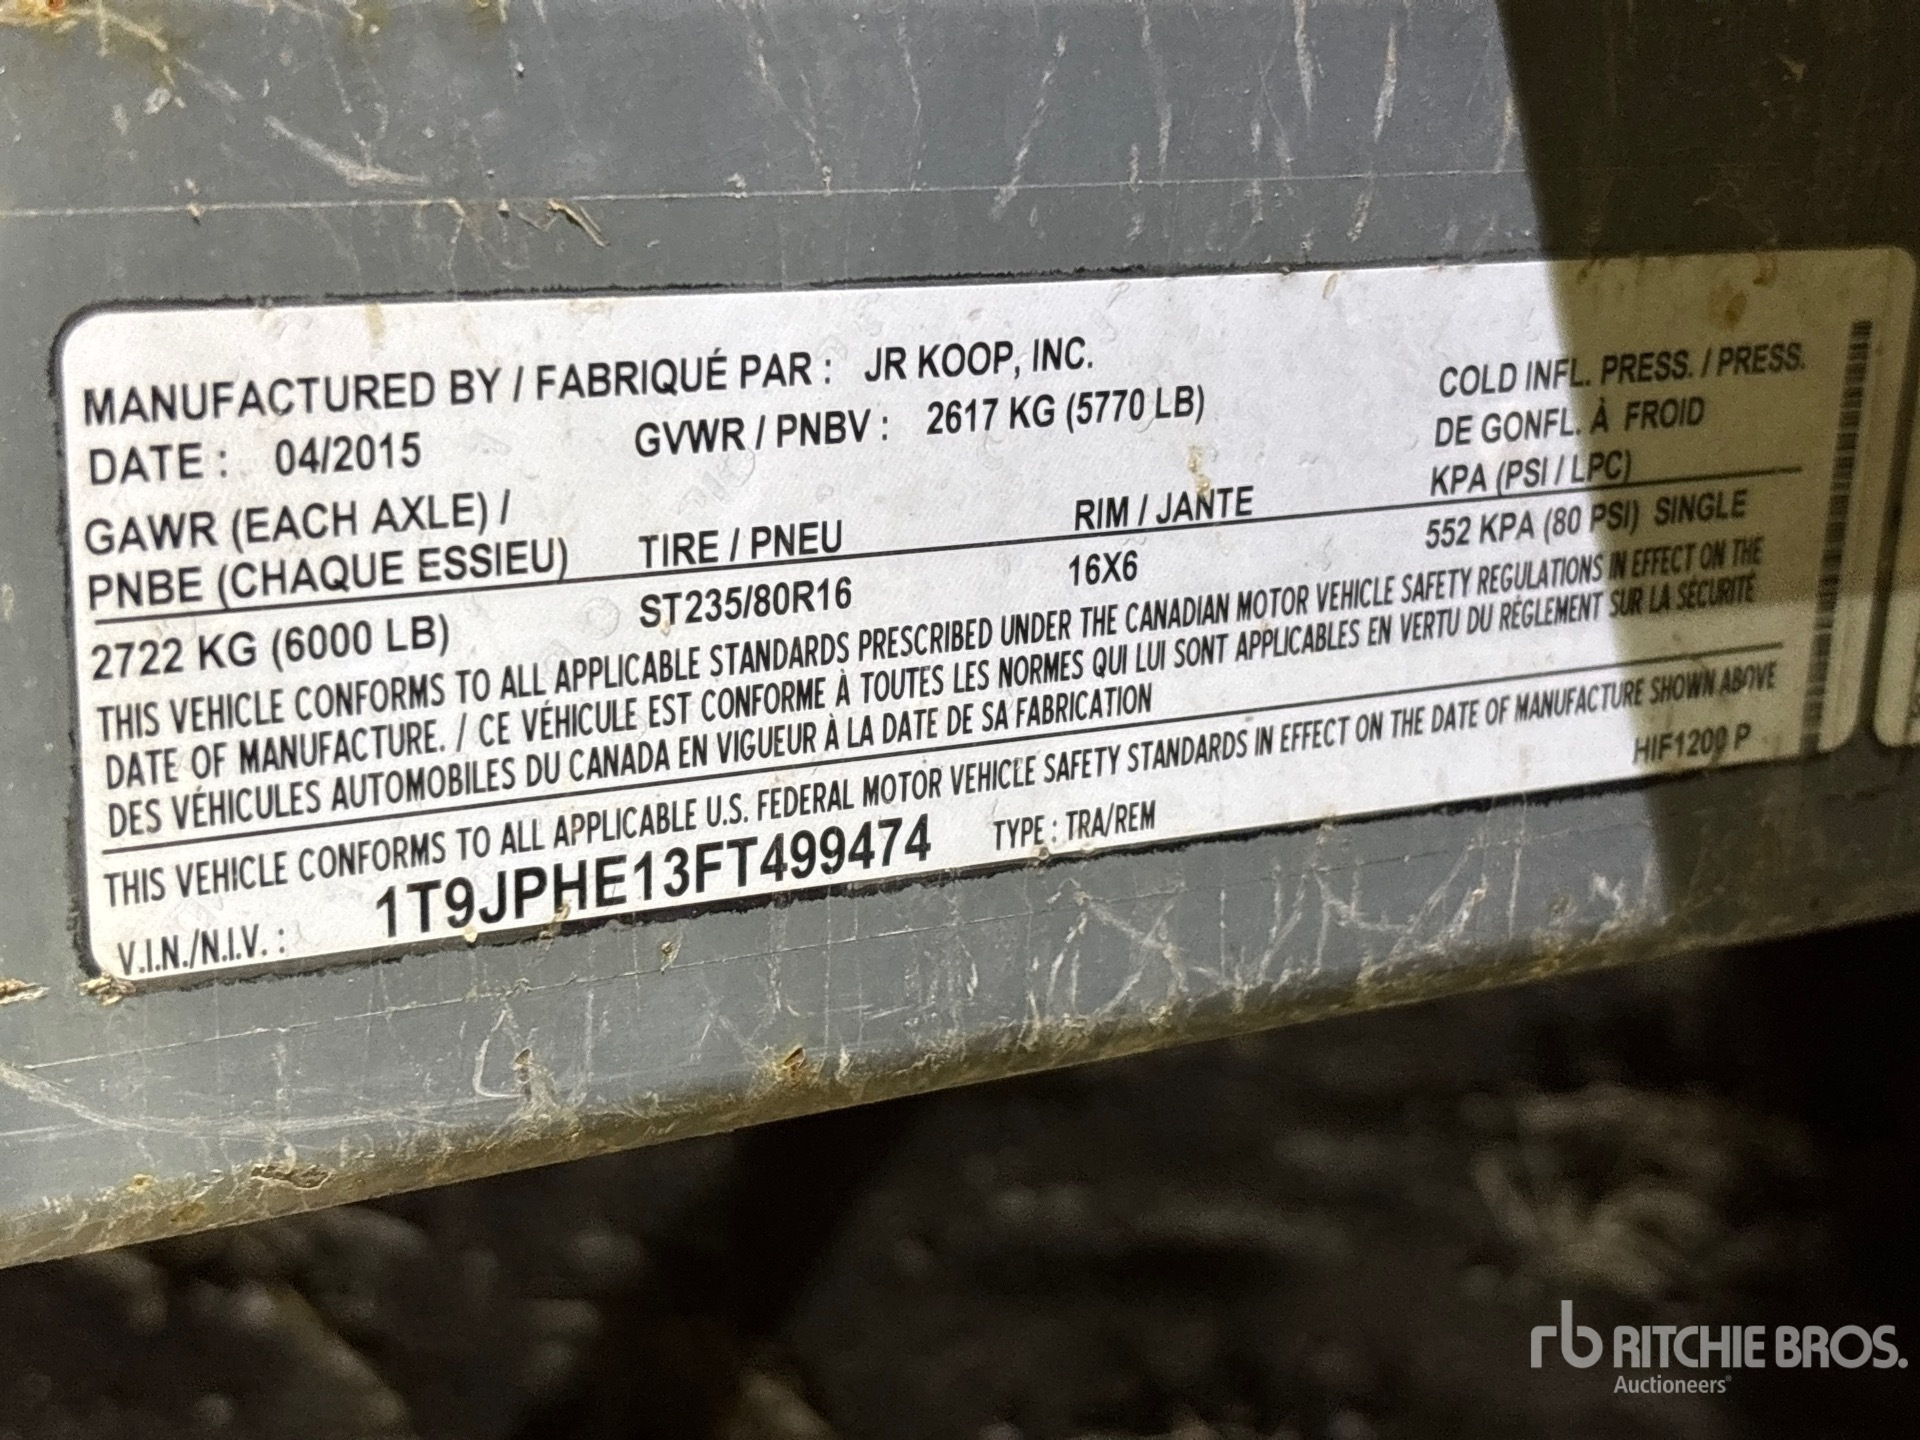 MANUFACTURED BY / FABRIQUÉ PAR : JR KOOP, INC.
DATE : 04/2015 GVWR / PNBV : 2617 KG (5770 LB)
COLD INFL. PRESS. / PRESS.
DE GONFL. À FROID
KPA (PSI / LPC)
GAWR (EACH AXLE) /
PNBE (CHAQUE ESSIEU) TIRE / PNEU RIM / JANTE
2722 KG (6000 LB) ST235/80R16 16X6 552 KPA (80 PSI) SINGLE
THIS VEHICLE CONFORMS TO ALL APPLICABLE STANDARDS PRESCRIBED UNDER THE CANADIAN MOTOR VEHICLE SAFETY REGULATIONS IN EFFECT ON THE
DATE OF MANUFACTURE. / CE VÉHICULE EST CONFORME À TOUTES LES NORMES QUI LUI SONT APPLICABLES EN VERTU DU RÉGLEMENT SUR LA SÉCURITÉ
DES VÉHICULES AUTOMOBILES DU CANADA EN VIGUEUR À LA DATE DE SA FABRICATION
THIS VEHICLE CONFORMS TO ALL APPLICABLE U.S. FEDERAL MOTOR VEHICLE SAFETY STANDARDS IN EFFECT ON THE DATE OF MANUFACTURE SHOWN ABOVE
V.I.N./N.I.V. : 1T9JPHE13FT499474 TYPE : TRA/REM HIF1200 P
rb RITCHIE BROS.
Auctioneers